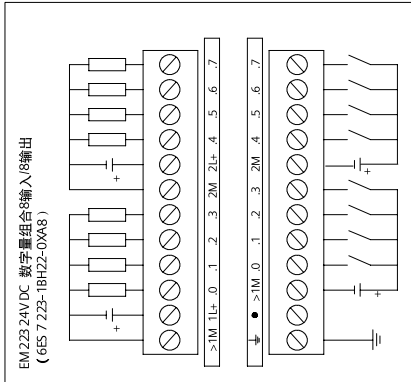 EM 223 24V DC 数字量组合8输入/8输出
( 6ES 7 223- 1BH22- 0XA8 )
+
+
>1M 1L+ .0 .1 .2 .3 2M 2L+ .4 .5 .6 .7
● >1M .0 .1 .2 .3 2M .4 .5 .6 .7
+
+